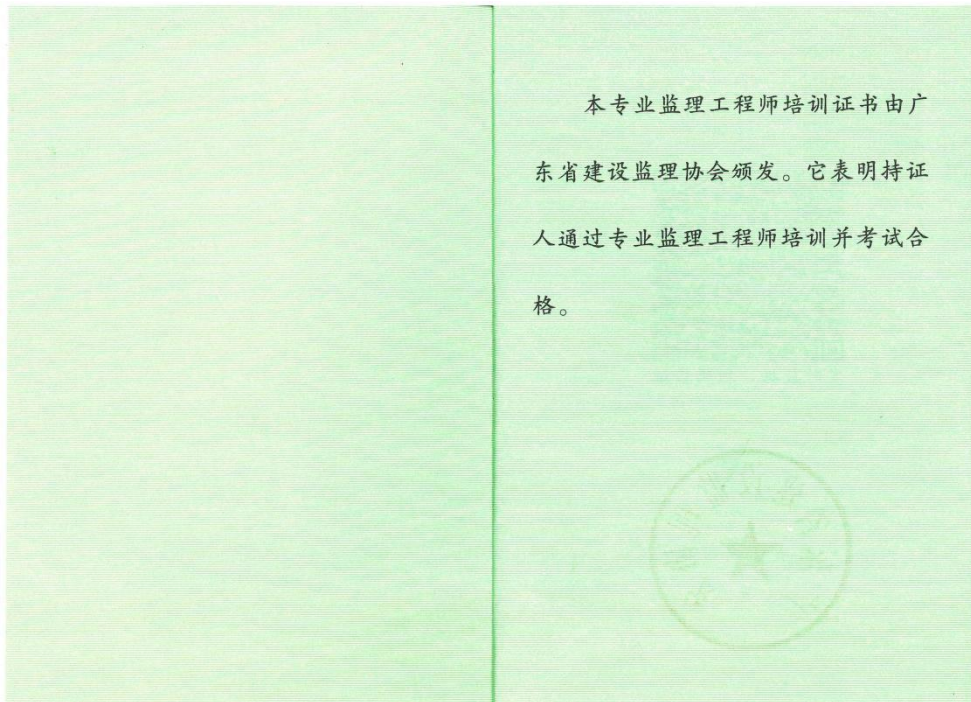 本专业监理工程师培训证书由广
东省建设监理协会颁发。它表明持证
人通过专业监理工程师培训并考试合
格。